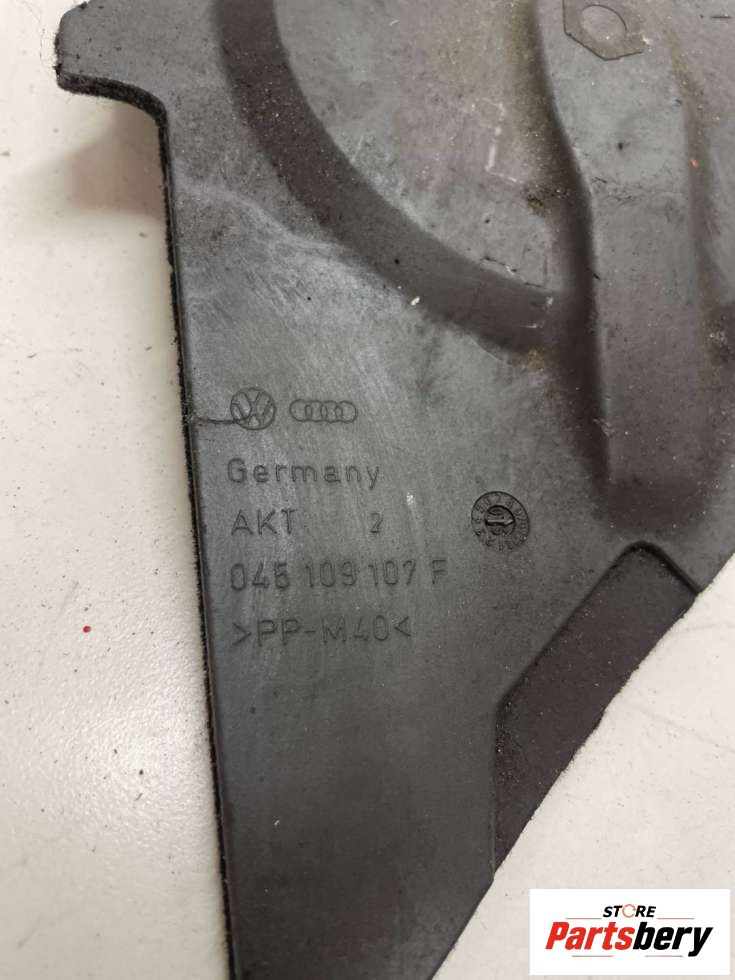 Germany
AKT 2
045 109 107 F
>PP-M40<
STORE
Partsbery